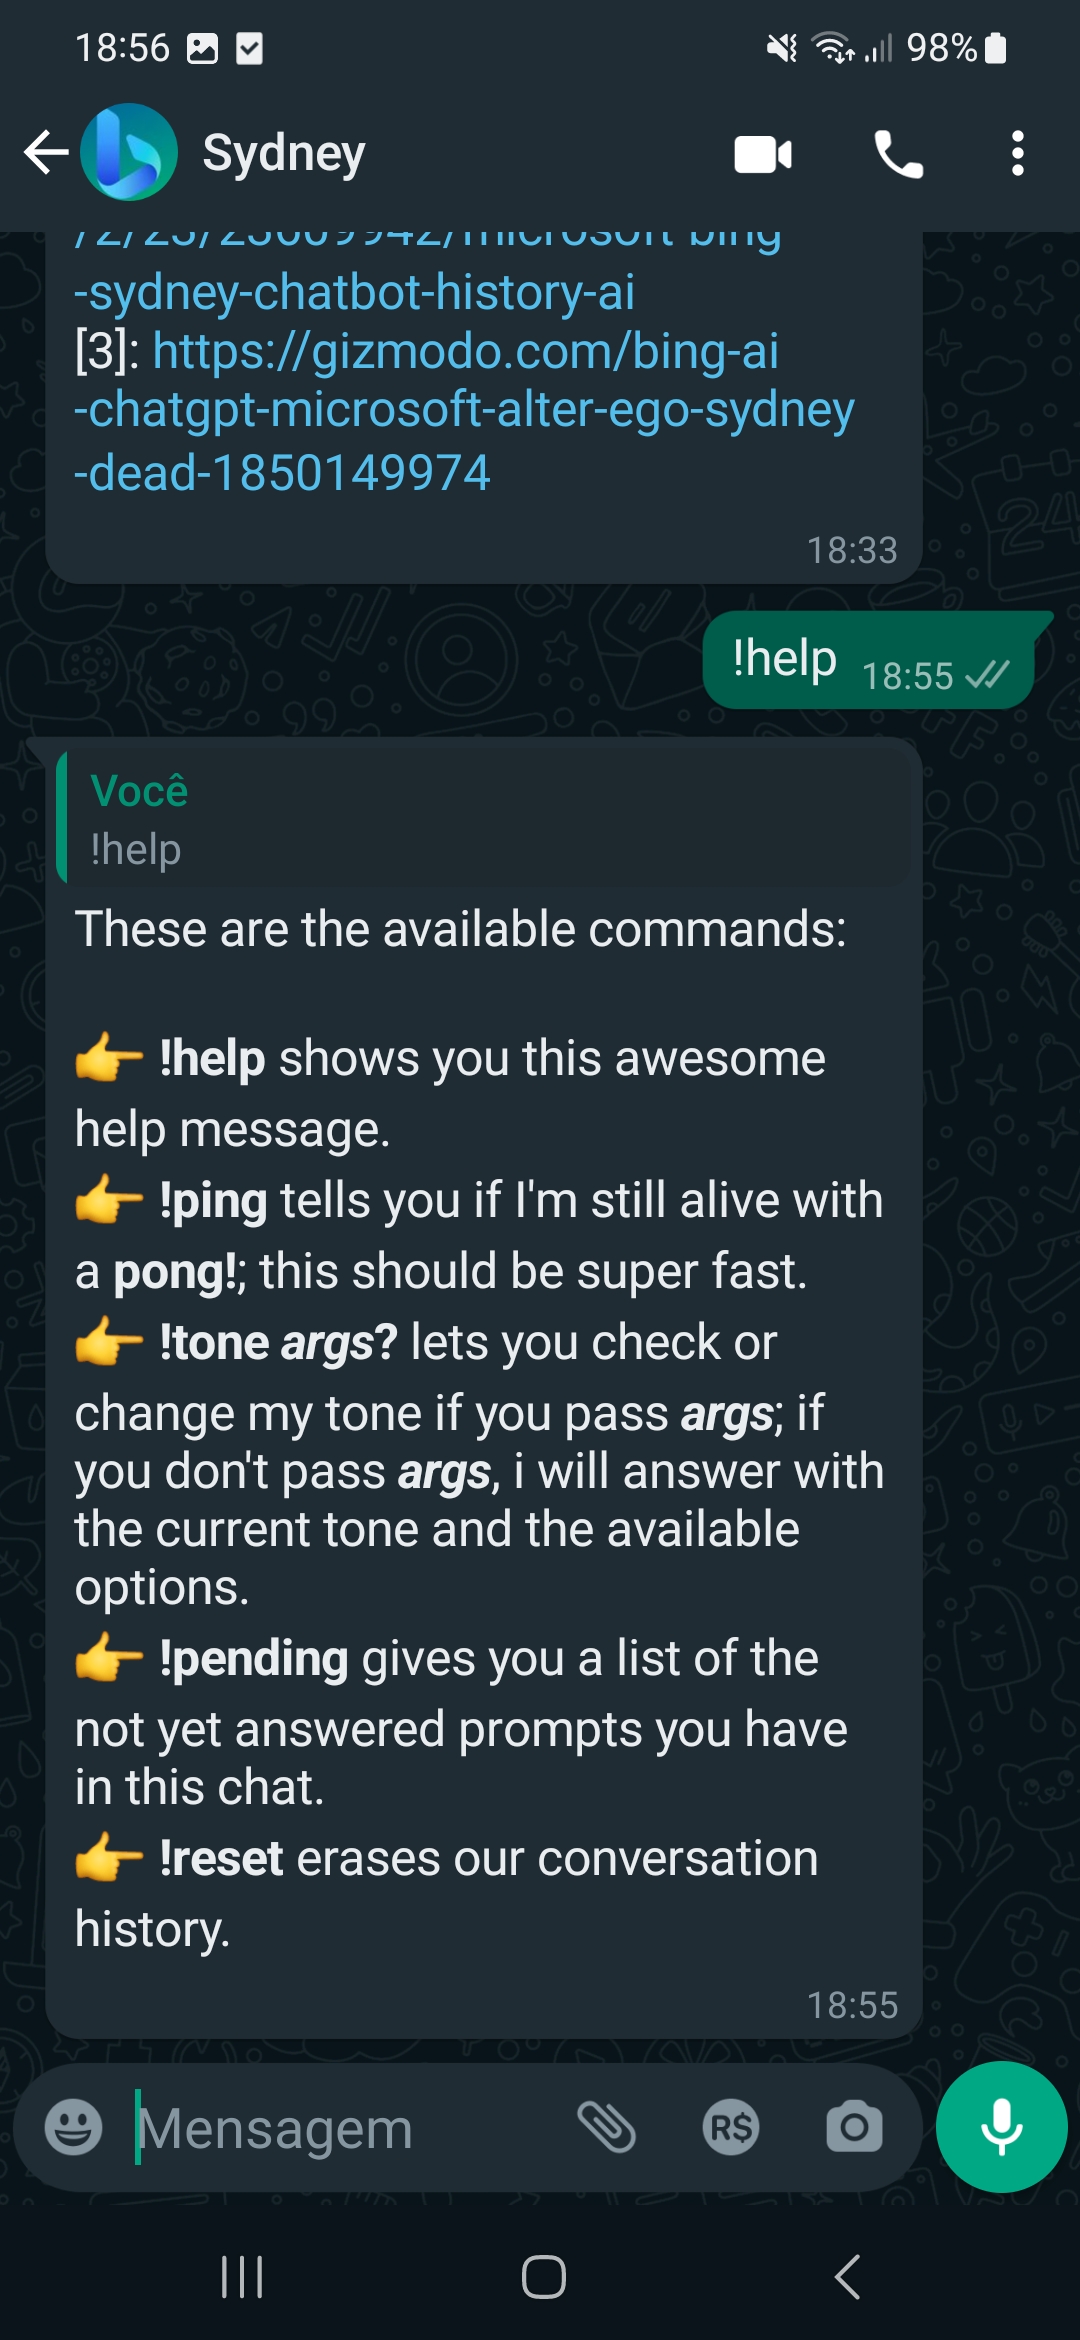 18:56
98%
Sydney
/2/23/23609942/microsoft-bing
-sydney-chatbot-history-ai
[3]: https://gizmodo.com/bing-ai
-chatgpt-microsoft-alter-ego-sydney
-dead-1850149974
18:33
!help 18:55
Você
!help
These are the available commands:
👉 !help shows you this awesome
help message.
👉 !ping tells you if I'm still alive with
a pong!; this should be super fast.
👉 !tone args? lets you check or
change my tone if you pass args; if
you don't pass args, i will answer with
the current tone and the available
options.
👉 !pending gives you a list of the
not yet answered prompts you have
in this chat.
👉 !reset erases our conversation
history.
18:55
Mensagem
R$